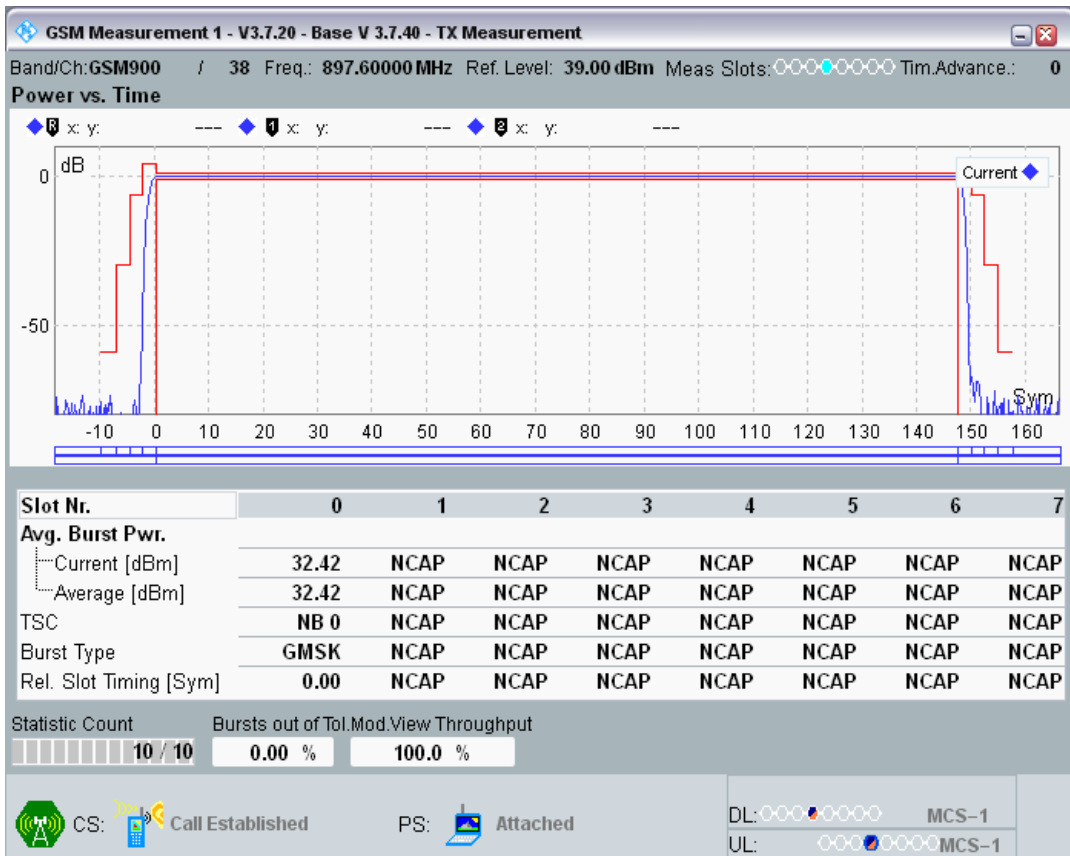 GSM Measurement 1 - V3.7.20 - Base V 3.7.40 - TX Measurement
Band/Ch:GSM900 / 38 Freq.: 897.60000 MHz Ref. Level: 39.00 dBm Meas Slots: Tim.Advance.: 0
Power vs. Time
R x: y: --- 1 x: y: --- 2 x: y: ---
dB
Current
0
-50
Sym
-10 0 10 20 30 40 50 60 70 80 90 100 110 120 130 140 150 160
Slot Nr. 0 1 2 3 4 5 6 7
Avg. Burst Pwr.
Current [dBm] 32.42 NCAP NCAP NCAP NCAP NCAP NCAP NCAP
Average [dBm] 32.42 NCAP NCAP NCAP NCAP NCAP NCAP NCAP
TSC NB 0 NCAP NCAP NCAP NCAP NCAP NCAP NCAP
Burst Type GMSK NCAP NCAP NCAP NCAP NCAP NCAP NCAP
Rel. Slot Timing [Sym] 0.00 NCAP NCAP NCAP NCAP NCAP NCAP NCAP
Statistic Count Bursts out of Tol.Mod.View Throughput
10 / 10 0.00 % 100.0 %
CS: Call Established PS: Attached
DL: MCS-1
UL: MCS-1